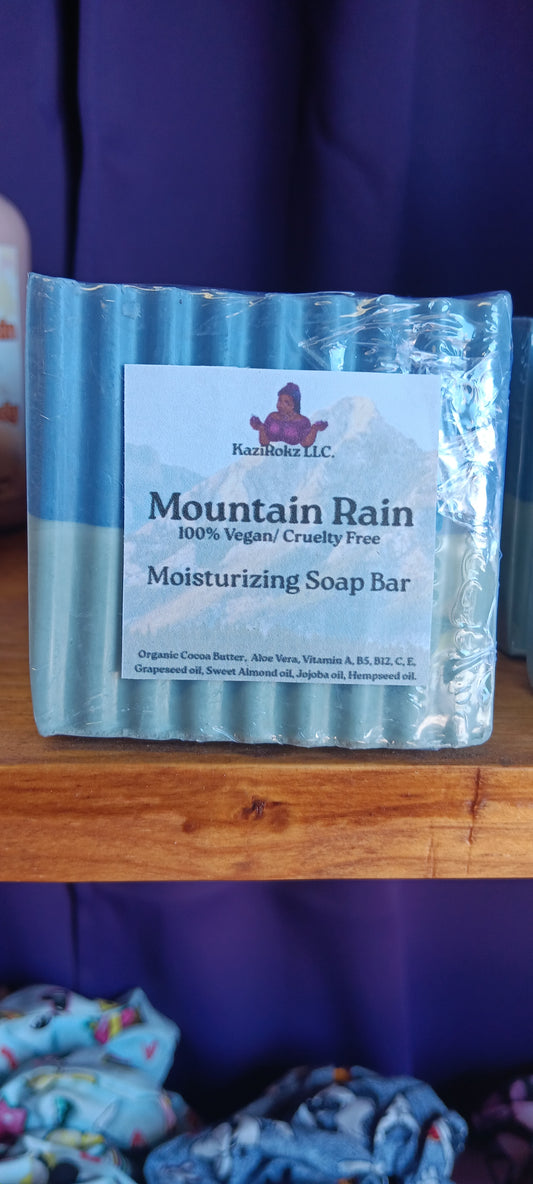 KaziRokz LLC.
Mountain Rain
100% Vegan/ Cruelty Free
Moisturizing Soap Bar
Organic Cocoa Butter, Aloe Vera, Vitamin A, B5, B12, C, E,
Grapeseed oil, Sweet Almond oil, Jojoba oil, Hempseed oil.